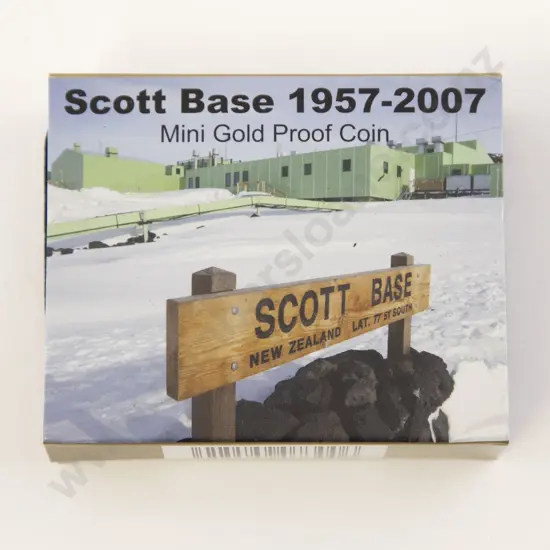 Scott Base 1957-2007
Mini Gold Proof Coin
SCOTT BASE
NEW ZEALAND LAT. 77° 51' SOUTH